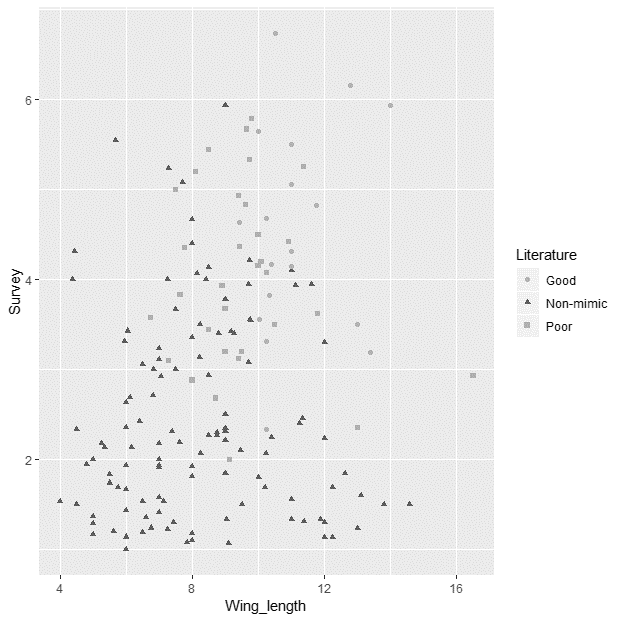 Survey
6
4
2
4 8 12 16
Wing_length
Literature
Good
Non-mimic
Poor